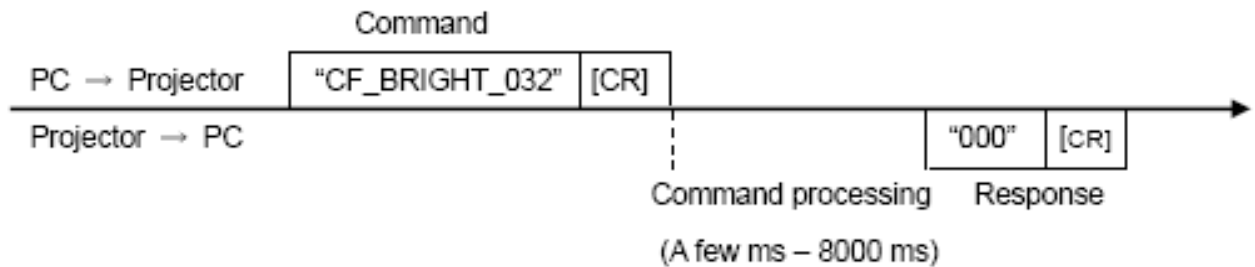 Command
PC → Projector “CF_BRIGHT_032” [CR]
Projector → PC “000” [CR]
Command processing Response
(A few ms – 8000 ms)